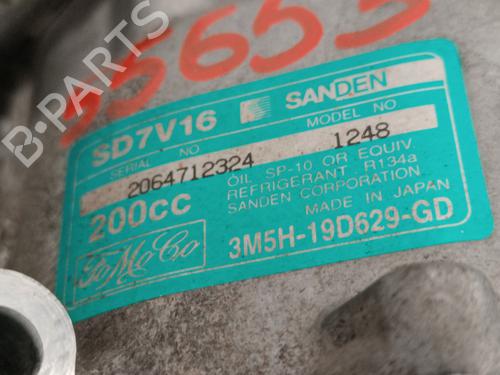 55655
B-PARTS
SD7V16 SANDEN
SERIAL NO MODEL NO
2064712324 1248
200CC
OIL SP-10 OR EQUIV
REFRIGERANT R134a
SANDEN CORPORATION
MADE IN JAPAN
FoMoCo
3M5H-19D629-GD